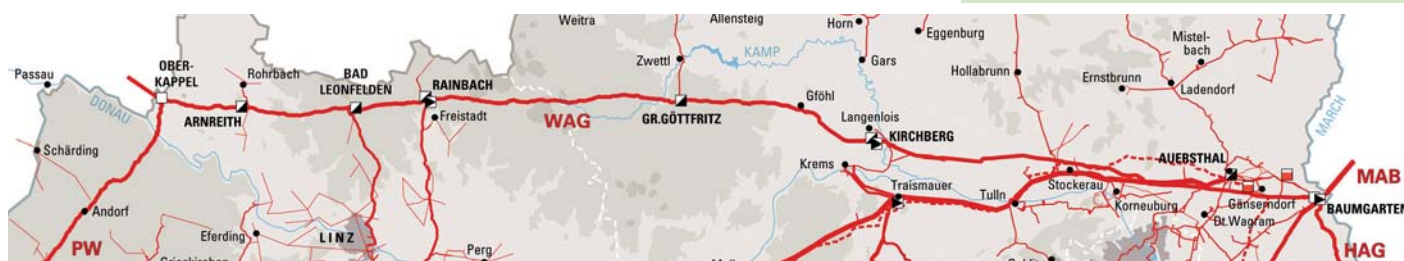 Weitra
Allensteig
Horn
Eggenburg
Mistel-
bach
KAMP
Passau
OBER-
KAPPEL
Rohrbach
BAD
LEONFELDEN
RAINBACH
Zwettl
Gars
Hollabrunn
Ernstbrunn
Ladendorf
DONAU
ARNREITH
Freistadt
WAG
GR.GÖTTFRITZ
Gföhl
Langenlois
KIRCHBERG
MARCH
Schärding
Krems
AUERSTHAL
MAB
Stockerau
Traismauer
Tulln
Korneuburg
Gänserndorf
BAUMGARTEN
Andorf
Dt.Wagram
Eferding
LINZ
PW
Perg
HAG